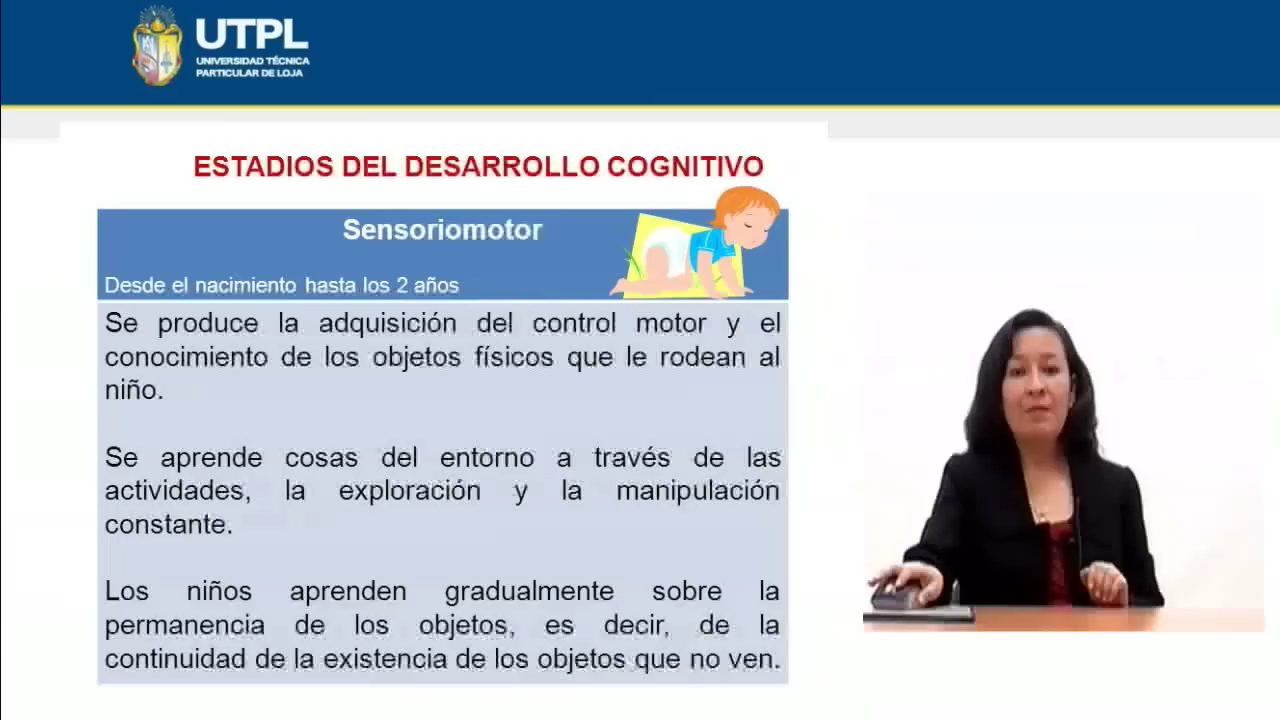 UTPL
UNIVERSIDAD TÉCNICA
PARTICULAR DE LOJA
ESTADIOS DEL DESARROLLO COGNITIVO
Sensoriomotor
Desde el nacimiento hasta los 2 años
Se produce la adquisición del control motor y el
conocimiento de los objetos físicos que le rodean al
niño.
Se aprende cosas del entorno a través de las
actividades, la exploración y la manipulación
constante.
Los niños aprenden gradualmente sobre la
permanencia de los objetos, es decir, de la
continuidad de la existencia de los objetos que no ven.